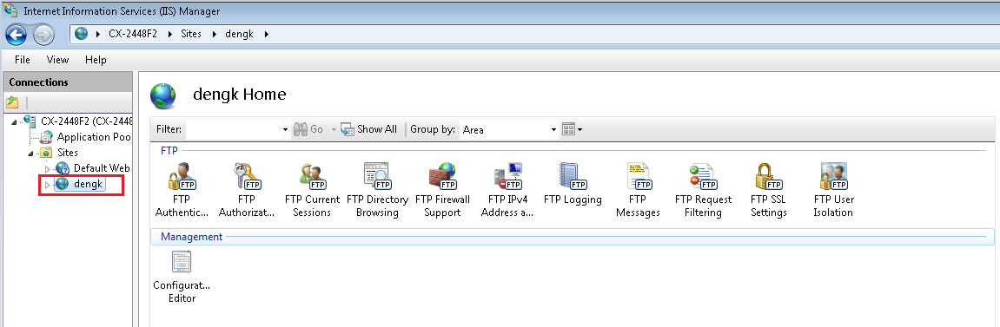 Internet Information Services (IIS) Manager
CX-2448F2 Sites dengk
File View Help
Connections
dengk Home
Filter: Go Show All Group by: Area
CX-2448F2 (CX-2448
Application Poo
Sites
Default Web
dengk
FTP
FTP FTP FTP FTP FTP FTP FTP FTP FTP FTP FTP
FTP Authentic...
FTP Authorizat...
FTP Current Sessions
FTP Directory Browsing
FTP Firewall Support
FTP IPv4 Address a...
FTP Logging
FTP Messages
FTP Request Filtering
FTP SSL Settings
FTP User Isolation
Management
Configurat...
Editor